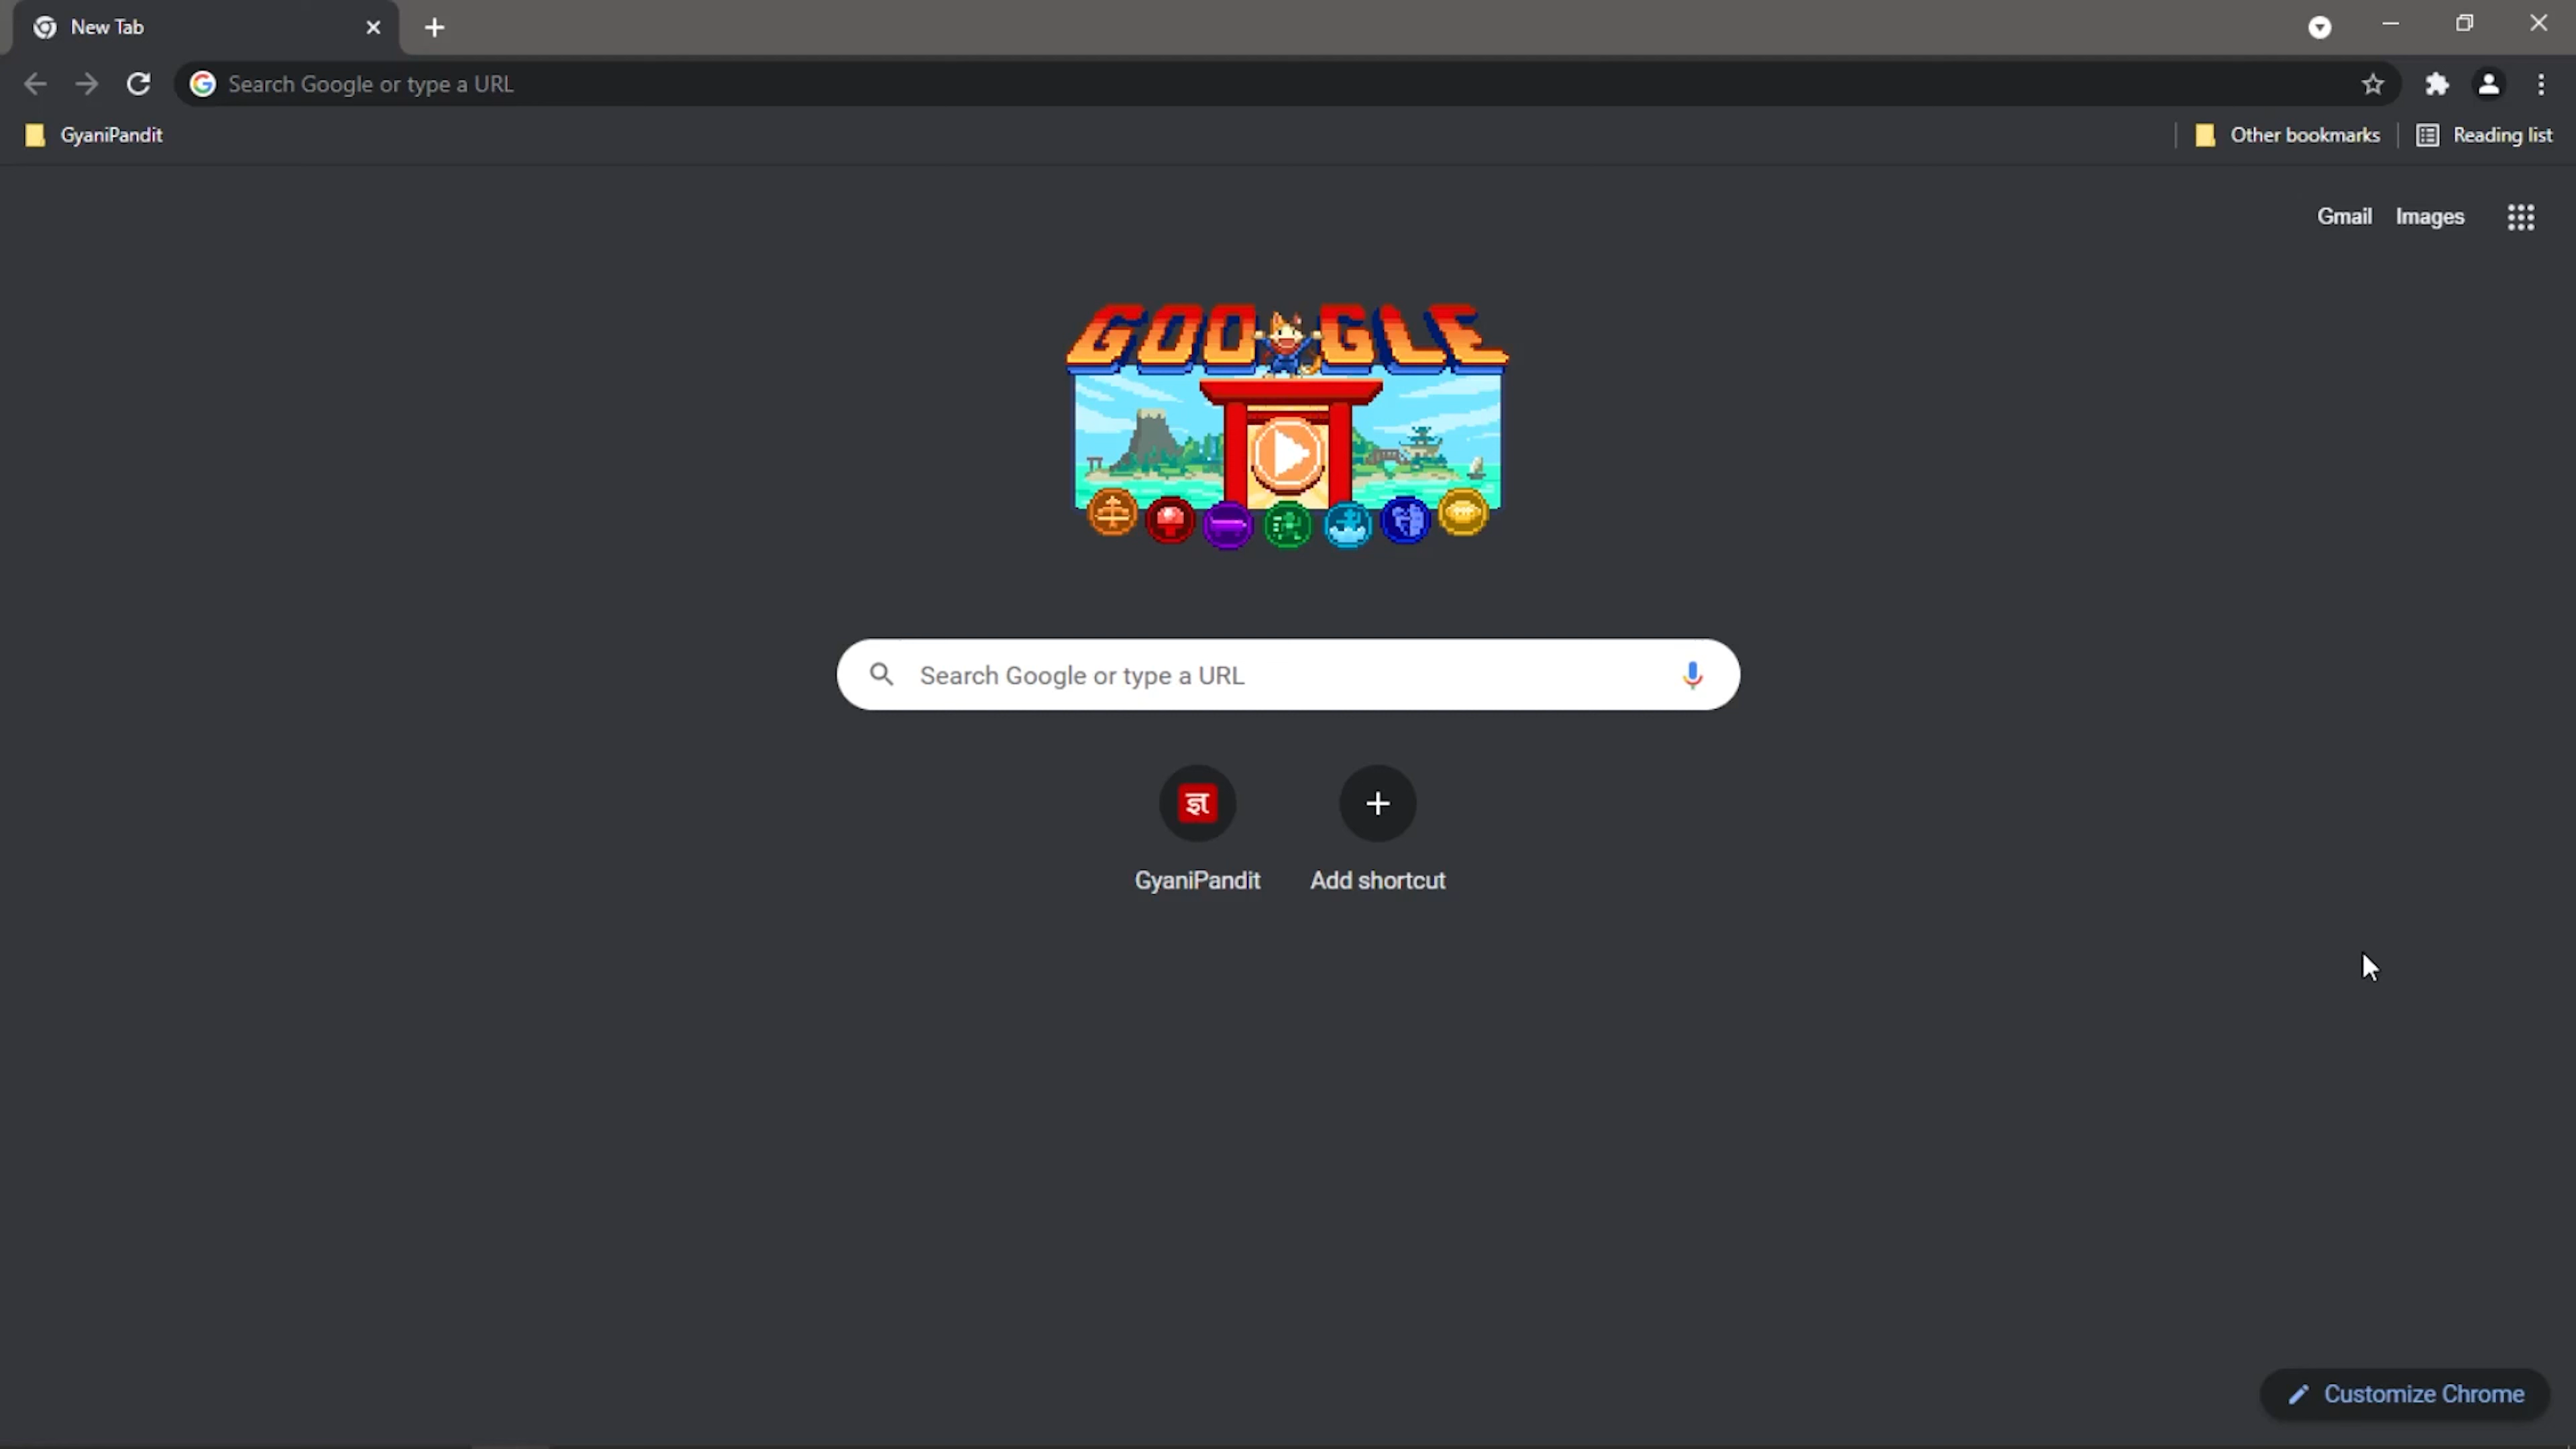 New Tab
Search Google or type a URL
GyaniPandit
Other bookmarks
Reading list
Gmail
Images
GOOGLE
Search Google or type a URL
ज्ञ
GyaniPandit
Add shortcut
Customize Chrome